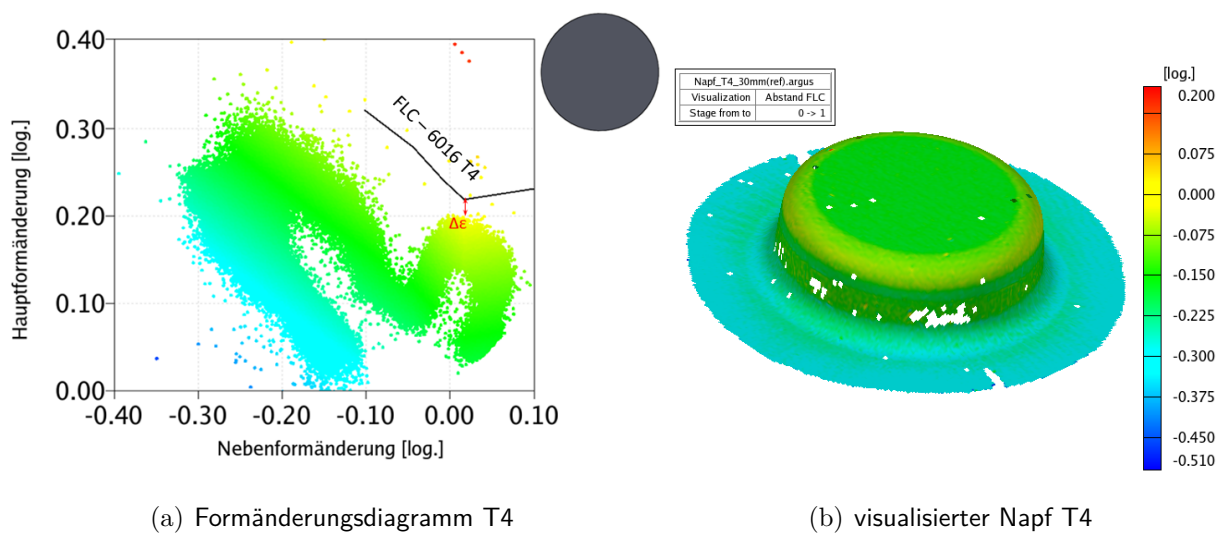 0.40
0.30
0.20
0.10
0.00
-0.40
-0.30
-0.20
-0.10
0.00
0.10
Hauptformänderung [log.]
Nebenformänderung [log.]
FLC – 6016 T4
Δε
Napf_T4_30mm(ref).argus
Visualization Abstand FLC
Stage from to 0 -> 1
[log.]
0.200
0.075
0.000
-0.075
-0.150
-0.225
-0.300
-0.375
-0.450
-0.510
(a) Formänderungsdiagramm T4
(b) visualisierter Napf T4